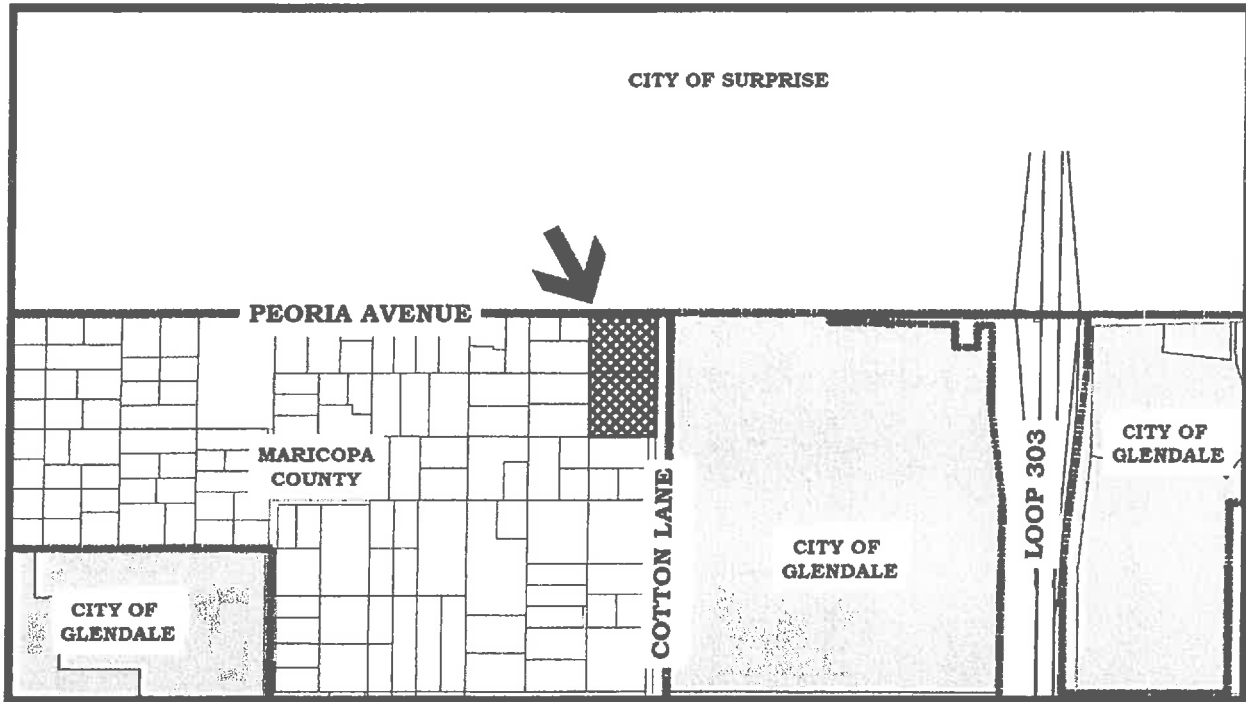 CITY OF SURPRISE
PEORIA AVENUE
MARICOPA
COUNTY
COTTON LANE
LOOP 303
CITY OF
GLENDALE
CITY OF
GLENDALE
CITY OF
GLENDALE